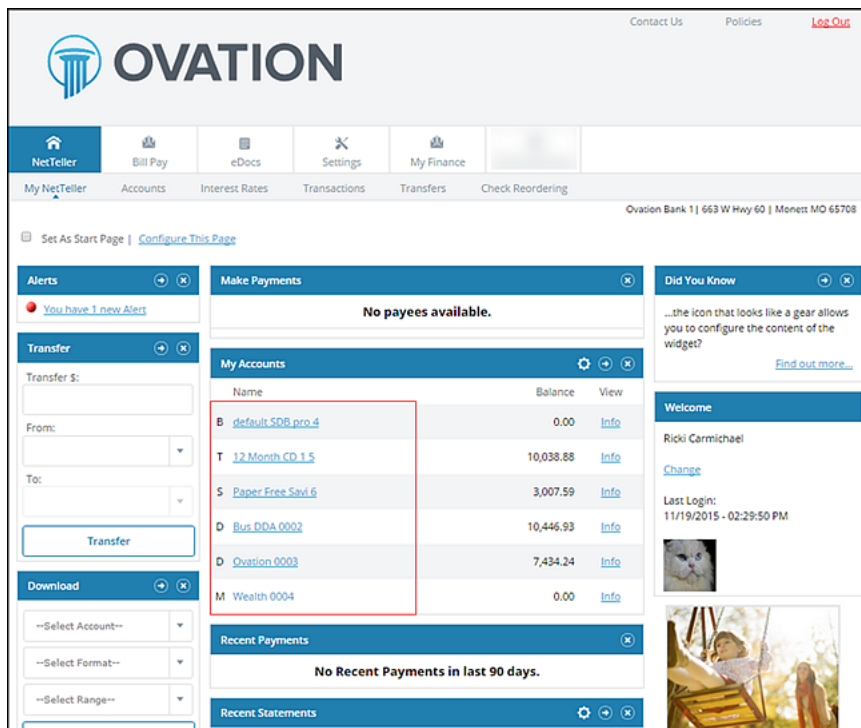 Contact Us Policies Log Out
OVATION
NetTeller Bill Pay eDocs Settings My Finance
My NetTeller Accounts Interest Rates Transactions Transfers Check Reordering
Ovation Bank 1| 663 W Hwy 60 | Monett MO 65708
Set As Start Page | Configure This Page
Alerts
You have 1 new Alert
Transfer
Transfer $:
From:
To:
Transfer
Download
--Select Account--
--Select Format--
--Select Range--
Make Payments
No payees available.
My Accounts
Name Balance View
B default SDB pro 4 0.00 Info
T 12 Month CD 1 5 10,038.88 Info
S Paper Free Savi 6 3,007.59 Info
D Bus DDA 0002 10,446.93 Info
D Ovation 0003 7,434.24 Info
M Wealth 0004 0.00 Info
Recent Payments
No Recent Payments in last 90 days.
Recent Statements
Did You Know
...the icon that looks like a gear allows
you to configure the content of the
widget?
Find out more...
Welcome
Ricki Carmichael
Change
Last Login:
11/19/2015 - 02:29:50 PM